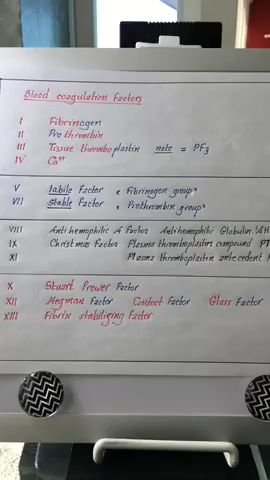 Blood coagulation factors
I Fibrinogen
II Prothrombin
III Tissue thromboplastin note = PF3
IV Ca++
V labile Factor "Fibrinogen group"
VII Stable Factor "Prothrombin group"
VIII Antihemophilic A Factor Antihemophilic Globulin
IX Christmas Factor Plasma thromboplastin compound PT
XI Plasma thromboplastin antecedent
X Stuart Prower Factor
XII Hegman Factor Contact Factor Glass Factor
XIII Fibrin stabilizing Factor